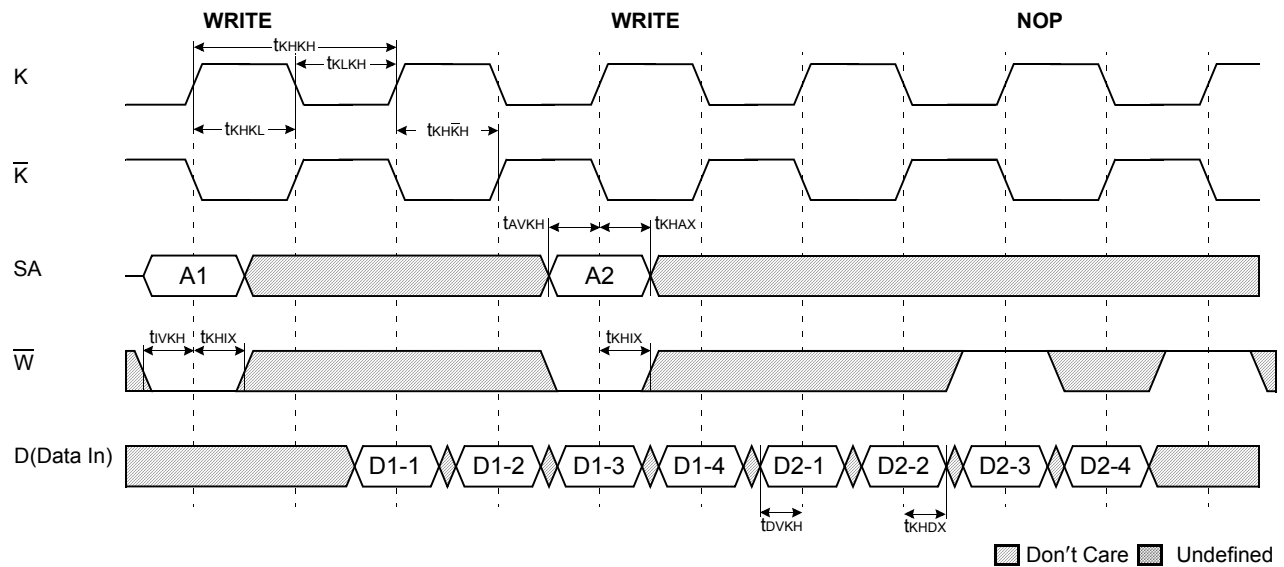 WRITE WRITE NOP
tKHKH
tKLKH
K
tKHKL tKHK̅H
K̅
tAVKH tKHAX
SA A1 A2
tIVKH tKHIX tKHIX
W̅
D(Data In) D1-1 D1-2 D1-3 D1-4 D2-1 D2-2 D2-3 D2-4
tDVKH tKHDX
Don't Care Undefined